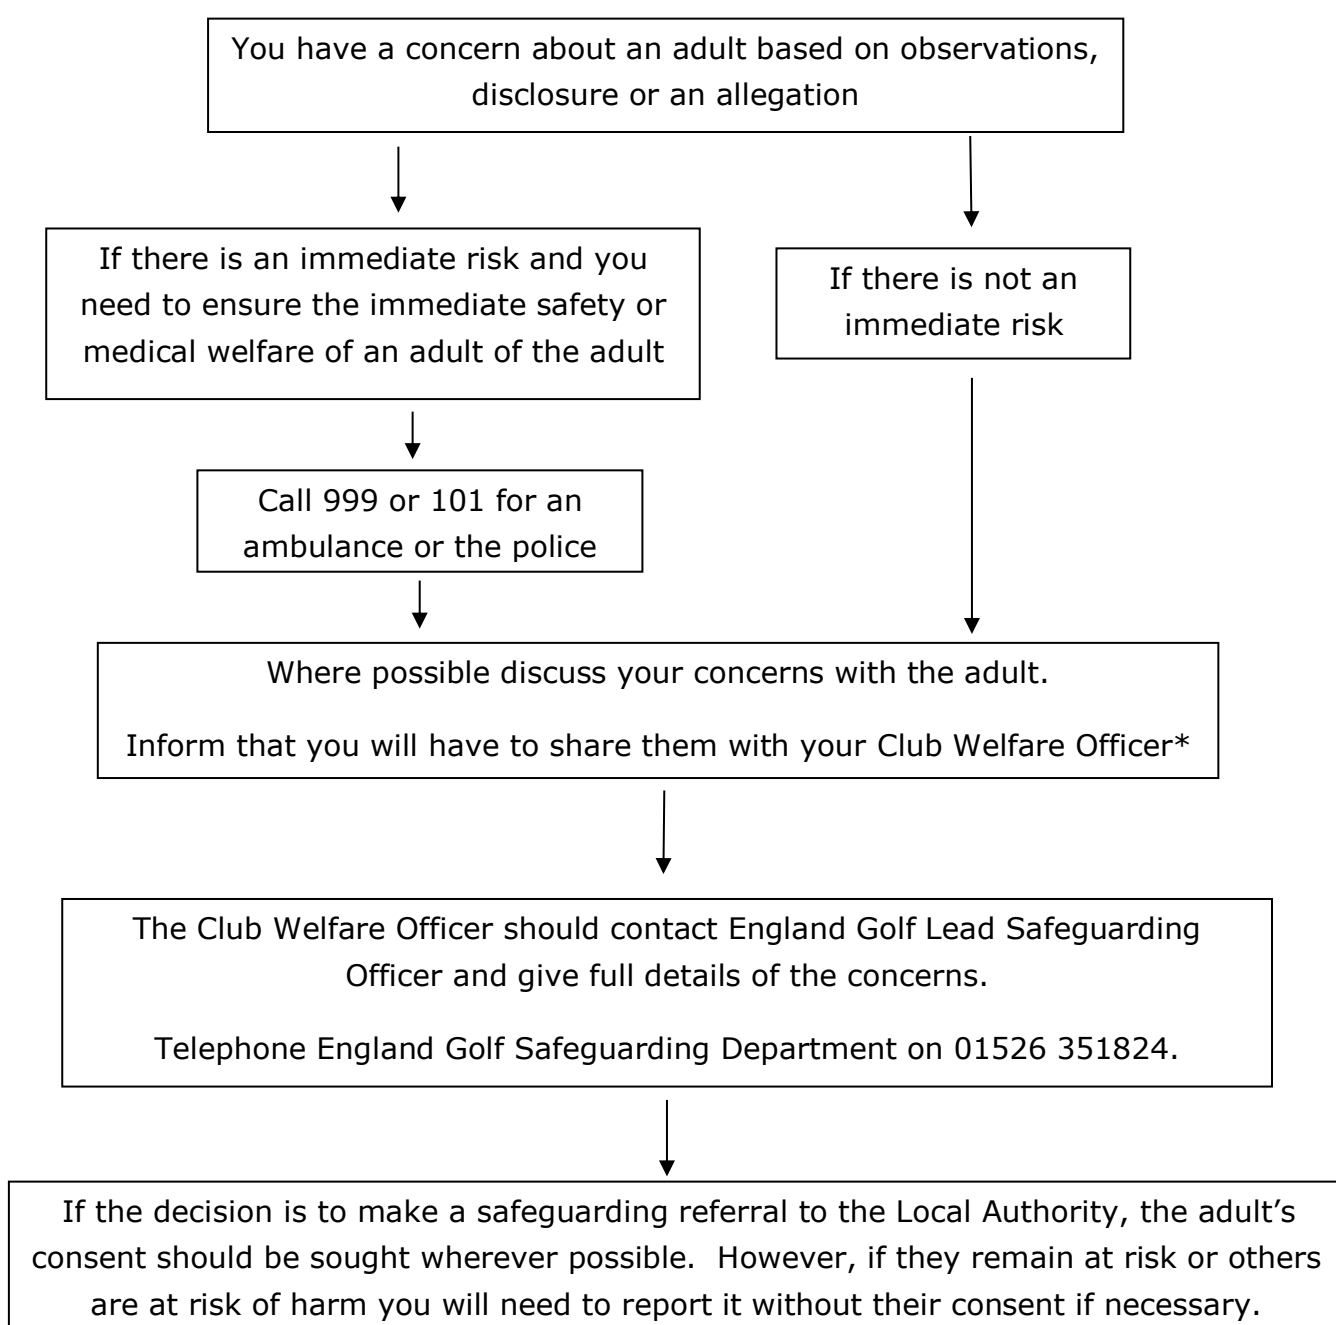 You have a concern about an adult based on observations,
disclosure or an allegation
If there is an immediate risk and you
need to ensure the immediate safety or
medical welfare of an adult of the adult
If there is not an
immediate risk
Call 999 or 101 for an
ambulance or the police
Where possible discuss your concerns with the adult.
Inform that you will have to share them with your Club Welfare Officer*
The Club Welfare Officer should contact England Golf Lead Safeguarding
Officer and give full details of the concerns.
Telephone England Golf Safeguarding Department on 01526 351824.
If the decision is to make a safeguarding referral to the Local Authority, the adult’s
consent should be sought wherever possible.  However, if they remain at risk or others
are at risk of harm you will need to report it without their consent if necessary.